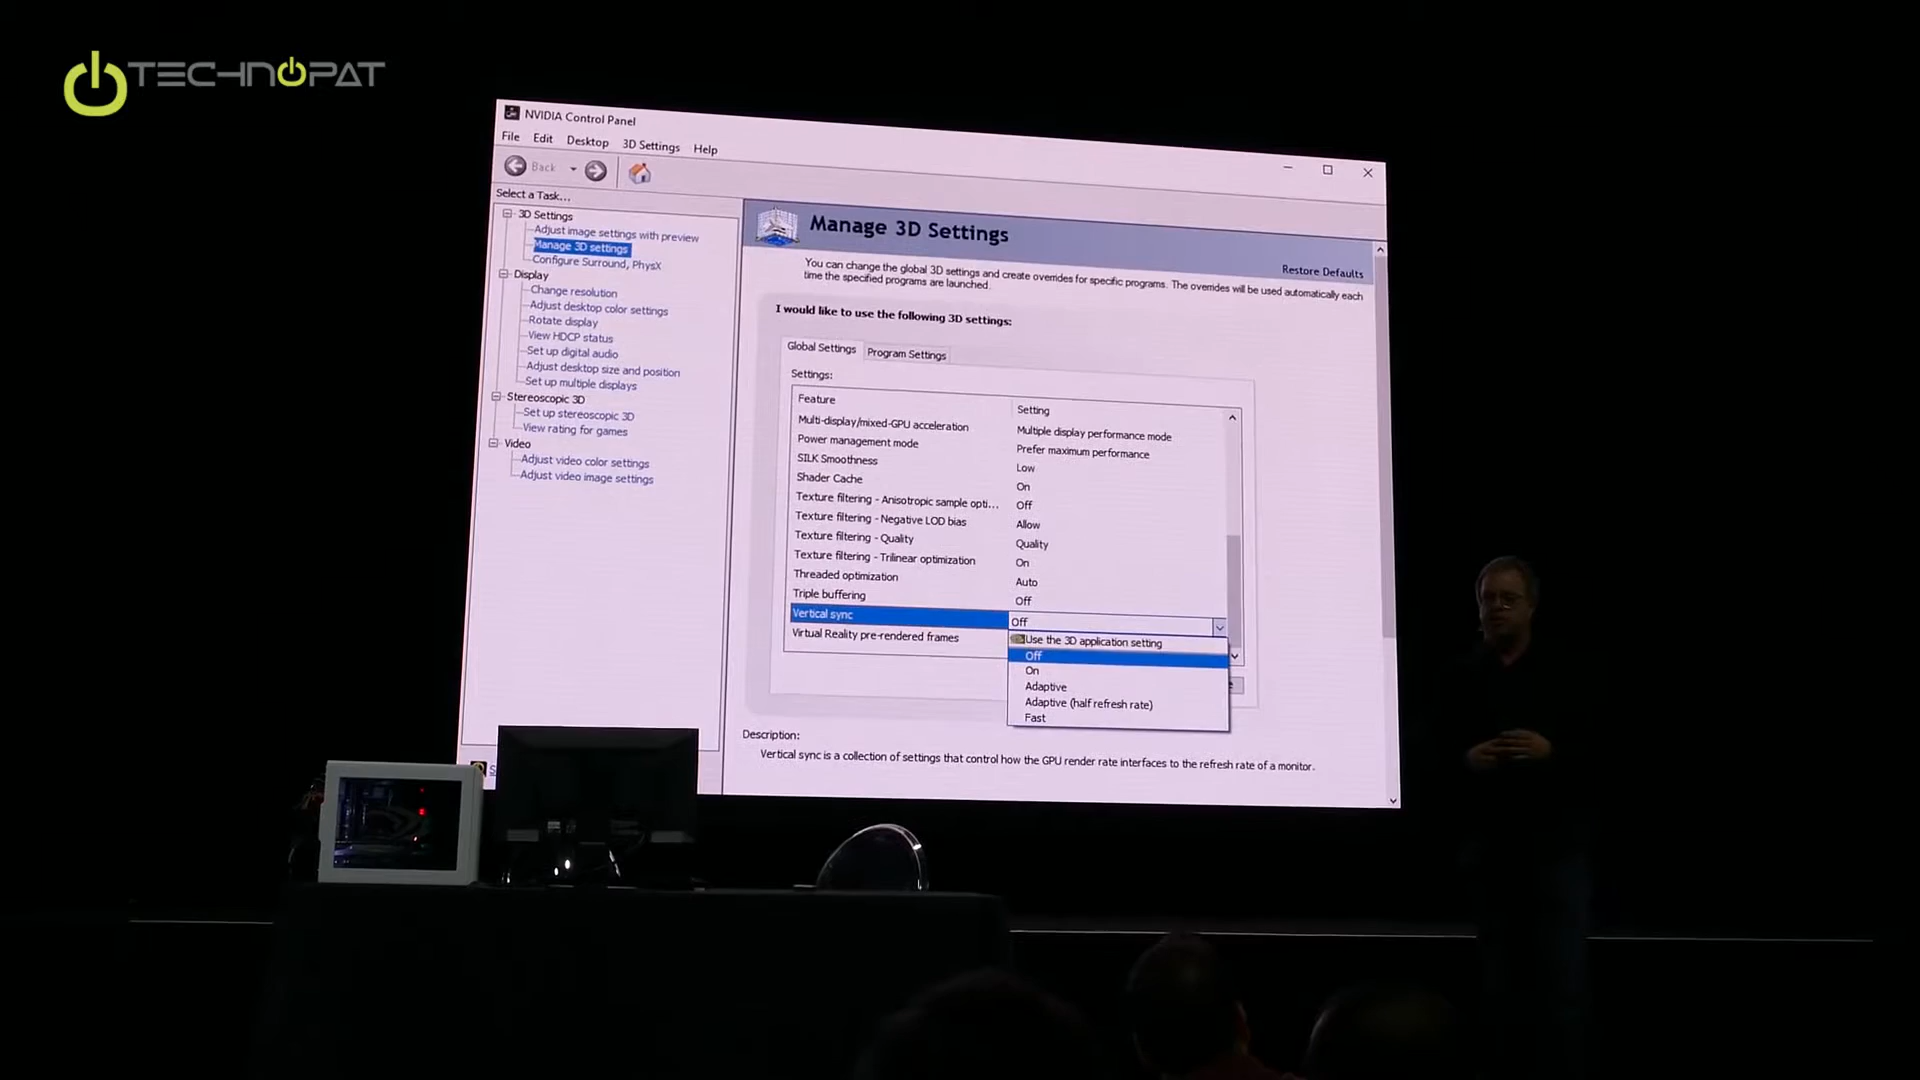 TECHNOPAT
NVIDIA Control Panel
File Edit Desktop 3D Settings Help
Back
Select a Task...
3D Settings
Adjust image settings with preview
Manage 3D settings
Configure Surround, PhysX
Display
Change resolution
Adjust desktop color settings
Rotate display
View HDCP status
Set up digital audio
Adjust desktop size and position
Set up multiple displays
Stereoscopic 3D
Set up stereoscopic 3D
View rating for games
Video
Adjust video color settings
Adjust video image settings
Manage 3D Settings
Restore Defaults
You can change the global 3D settings and create overrides for specific programs. The overrides will be used automatically each
time the specified programs are launched.
I would like to use the following 3D settings:
Global Settings Program Settings
Settings:
Feature Setting
Multi-display/mixed-GPU acceleration Multiple display performance mode
Power management mode Prefer maximum performance
SILK Smoothness Low
Shader Cache On
Texture filtering - Anisotropic sample opti... Off
Texture filtering - Negative LOD bias Allow
Texture filtering - Quality Quality
Texture filtering - Trilinear optimization On
Threaded optimization Auto
Triple buffering Off
Vertical sync Off
Virtual Reality pre-rendered frames
Use the 3D application setting
Off
On
Adaptive
Adaptive (half refresh rate)
Fast
Description:
Vertical sync is a collection of settings that control how the GPU render rate interfaces to the refresh rate of a monitor.